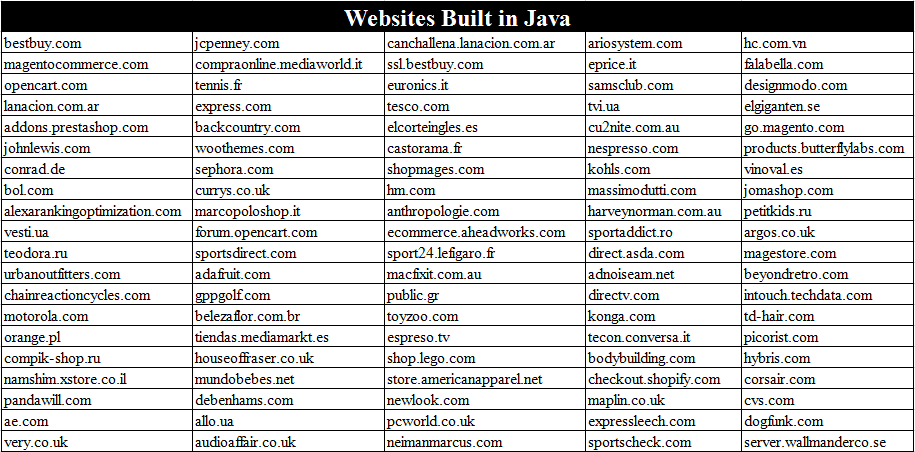 Websites Built in Java
bestbuy.com jcpenney.com canchallena.lanacion.com.ar ariosystem.com hc.com.vn
magentocommerce.com compraonline.mediaworld.it ssl.bestbuy.com eprice.it falabella.com
opencart.com tennis.fr euronics.it samsclub.com designmodo.com
lanacion.com.ar express.com tesco.com tvi.ua elgiganten.se
addons.prestashop.com backcountry.com elcorteingles.es cu2nite.com.au go.magento.com
johnlewis.com woothemes.com castorama.fr nespresso.com products.butterflylabs.com
conrad.de sephora.com shopmages.com kohls.com vinoval.es
bol.com currys.co.uk hm.com massimodutti.com jomashop.com
alexarankingoptimization.com marcopoloshop.it anthropologie.com harveynorman.com.au petitkids.ru
vesti.ua forum.opencart.com ecommerce.aheadworks.com sportaddict.ro argos.co.uk
teodora.ru sportsdirect.com sport24.lefigaro.fr direct.asda.com magestore.com
urbanoutfitters.com adafruit.com macfixit.com.au adnoiseam.net beyondretro.com
chainreactioncycles.com gppgolf.com public.gr directv.com intouch.techdata.com
motorola.com belezaflor.com.br toyzoo.com konga.com td-hair.com
orange.pl tiendas.mediamarkt.es espreso.tv tecon.conversa.it picorist.com
compik-shop.ru houseoffraser.co.uk shop.lego.com bodybuilding.com hybris.com
namshim.xstore.co.il mundobebes.net store.americanapparel.net checkout.shopify.com corsair.com
pandawill.com debenhams.com newlook.com maplin.co.uk cvs.com
ae.com allo.ua pcworld.co.uk expressleech.com dogfunk.com
very.co.uk audioaffair.co.uk neimanmarcus.com sportscheck.com server.wallmanderco.se